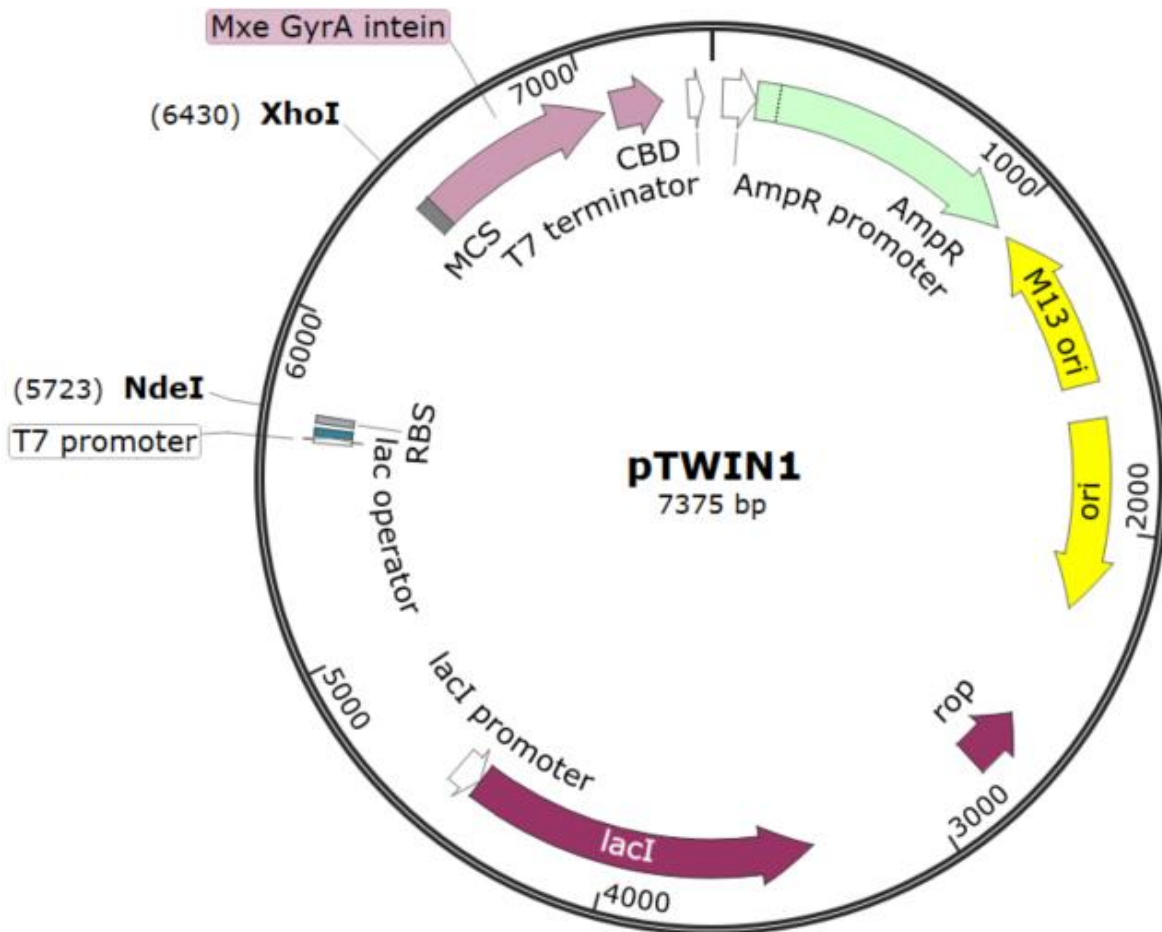 Mxe GyrA intein
7000
(6430) XhoI
CBD
MCS
T7 terminator
AmpR promoter
AmpR
1000
M13 ori
6000
(5723) NdeI
T7 promoter
RBS
lac operator
pTWIN1
7375 bp
ori
2000
5000
lacI promoter
rop
3000
lacI
4000